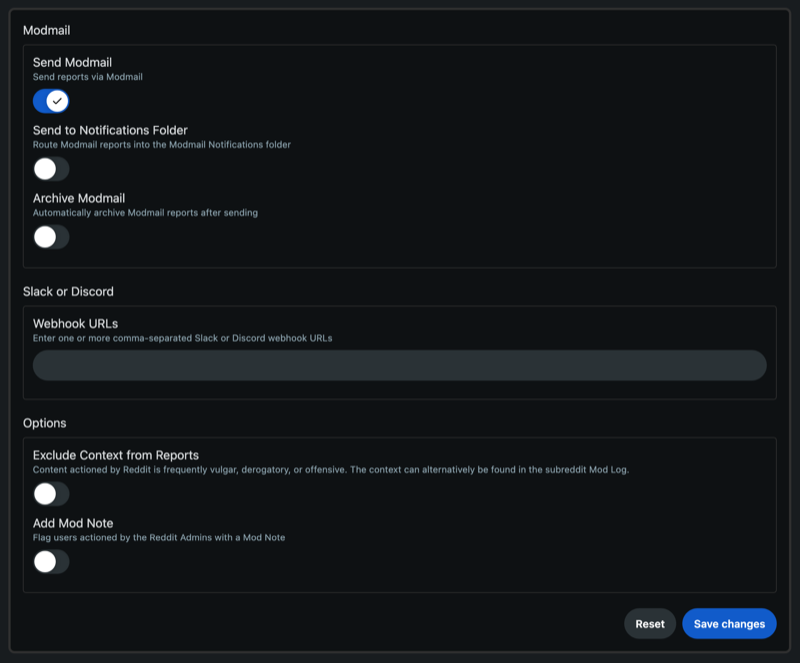 Modmail
Send Modmail
Send reports via Modmail
Send to Notifications Folder
Route Modmail reports into the Modmail Notifications folder
Archive Modmail
Automatically archive Modmail reports after sending
Slack or Discord
Webhook URLs
Enter one or more comma-separated Slack or Discord webhook URLs
Options
Exclude Context from Reports
Content actioned by Reddit is frequently vulgar, derogatory, or offensive. The context can alternatively be found in the subreddit Mod Log.
Add Mod Note
Flag users actioned by the Reddit Admins with a Mod Note
Reset Save changes